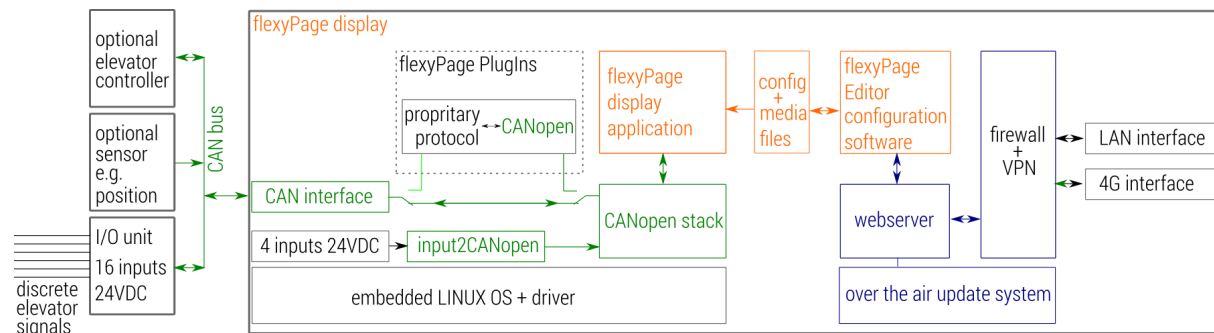 flexyPage display
optional
elevator
controller
optional
sensor
e.g.
position
CAN bus
I/O unit
16 inputs
24VDC
discrete
elevator
signals
flexyPage PlugIns
propritary
protocol
CANopen
CAN interface
4 inputs 24VDC
input2CANopen
embedded LINUX OS + driver
flexyPage
display
application
CANopen stack
config
+
media
files
flexyPage
Editor
configuration
software
webserver
over the air update system
firewall
+
VPN
LAN interface
4G interface